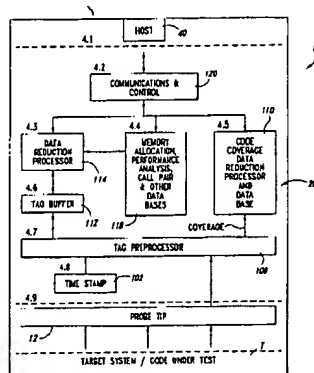 HOST
40
4.1
4.2
COMMUNICATIONS &
CONTROL
120
4.3
DATA
REDUCTION
PROCESSOR
114
4.4
MEMORY
ALLOCATION,
PERFORMANCE
ANALYSIS,
CALL PAIR
& OTHER
DATA
BASES
118
4.5
110
CODE
COVERAGE
DATA
REDUCTION
PROCESSOR
AND
DATA
BASE
4.6
TAG BUFFER
112
COVERAGE
4.7
TAG PREPROCESSOR
108
4.8
TIME STAMP
102
4.9
PROBE TIP
12
TARGET SYSTEM / CODE UNDER TEST
T